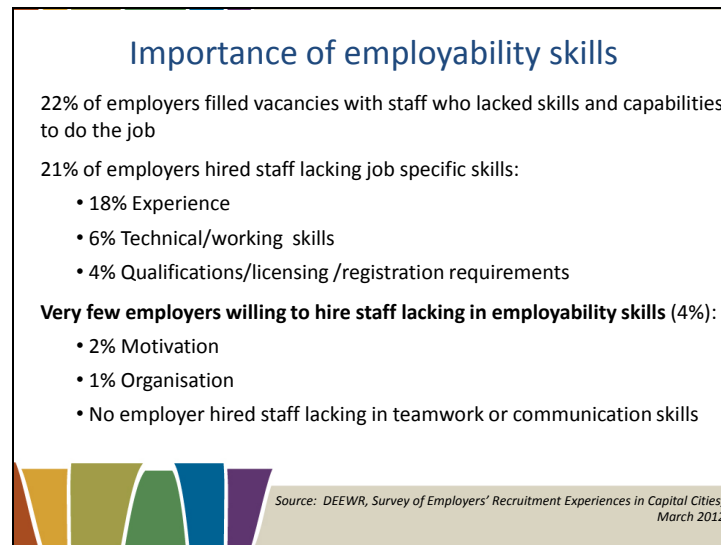 Importance of employability skills
22% of employers filled vacancies with staff who lacked skills and capabilities
to do the job
21% of employers hired staff lacking job specific skills:
• 18% Experience
• 6% Technical/working skills
• 4% Qualifications/licensing /registration requirements
Very few employers willing to hire staff lacking in employability skills (4%):
• 2% Motivation
• 1% Organisation
• No employer hired staff lacking in teamwork or communication skills
Source: DEEWR, Survey of Employers' Recruitment Experiences in Capital Cities,
March 2012